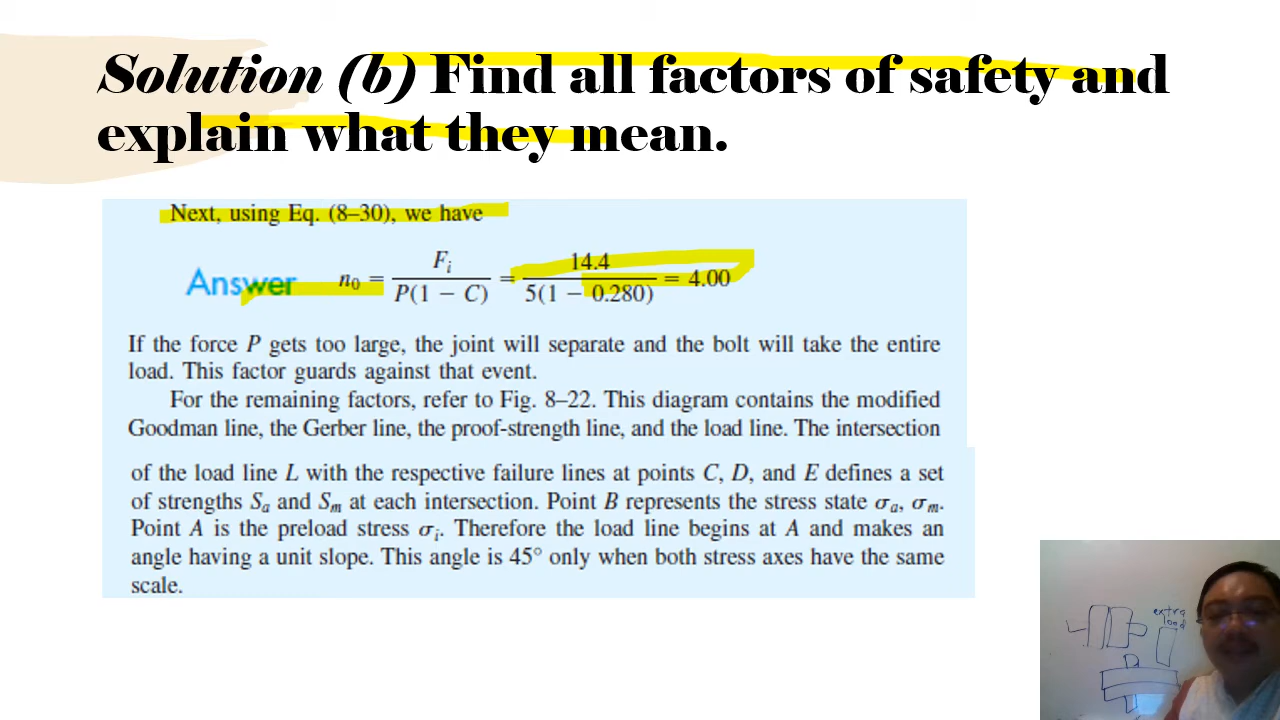 Solution (b) Find all factors of safety and
explain what they mean.
Next, using Eq. (8–30), we have
Answer n₀ = Fᵢ / P(1 − C) = 14.4 / 5(1 − 0.280) = 4.00
If the force P gets too large, the joint will separate and the bolt will take the entire
load. This factor guards against that event.
For the remaining factors, refer to Fig. 8–22. This diagram contains the modified
Goodman line, the Gerber line, the proof-strength line, and the load line. The intersection
of the load line L with the respective failure lines at points C, D, and E defines a set
of strengths Sₐ and Sₘ at each intersection. Point B represents the stress state σₐ, σₘ.
Point A is the preload stress σᵢ. Therefore the load line begins at A and makes an
angle having a unit slope. This angle is 45° only when both stress axes have the same
scale.
extra
load